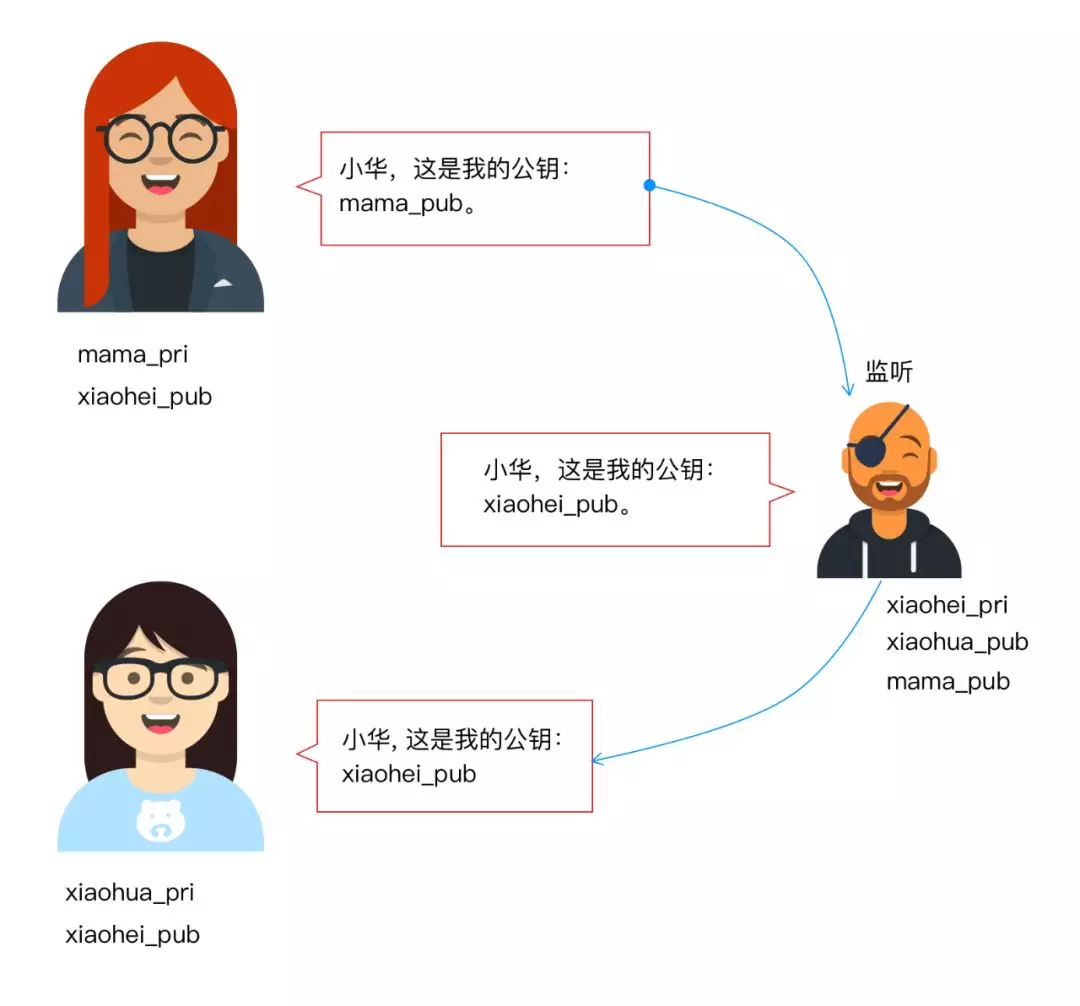 小华，这是我的公钥：
mama_pub。
mama_pri
xiaohei_pub
监听
小华，这是我的公钥：
xiaohei_pub。
xiaohei_pri
xiaohua_pub
mama_pub
小华, 这是我的公钥：
xiaohei_pub
xiaohua_pri
xiaohei_pub